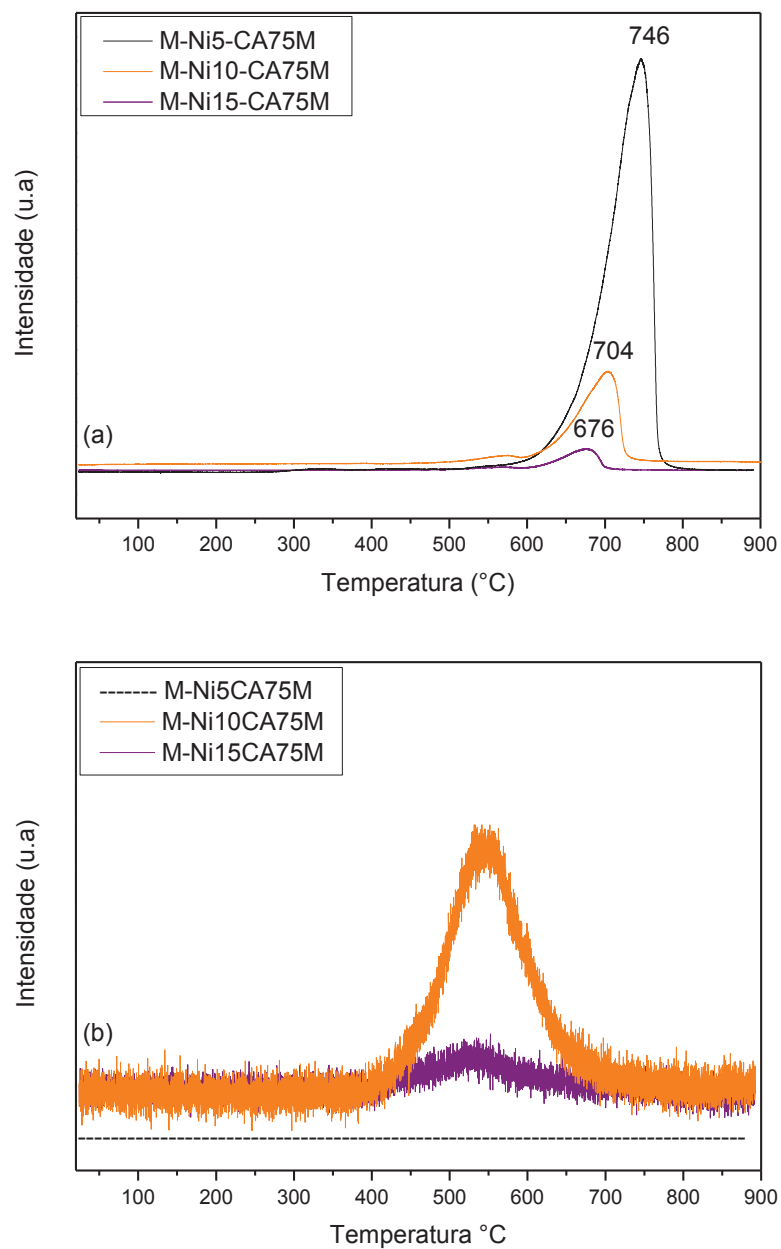 M-Ni5-CA75M
M-Ni10-CA75M
M-Ni15-CA75M
746
704
676
(a)
Intensidade (u.a)
100 200 300 400 500 600 700 800 900
Temperatura (°C)
M-Ni5CA75M
M-Ni10CA75M
M-Ni15CA75M
(b)
Intensidade (u.a)
100 200 300 400 500 600 700 800 900
Temperatura °C